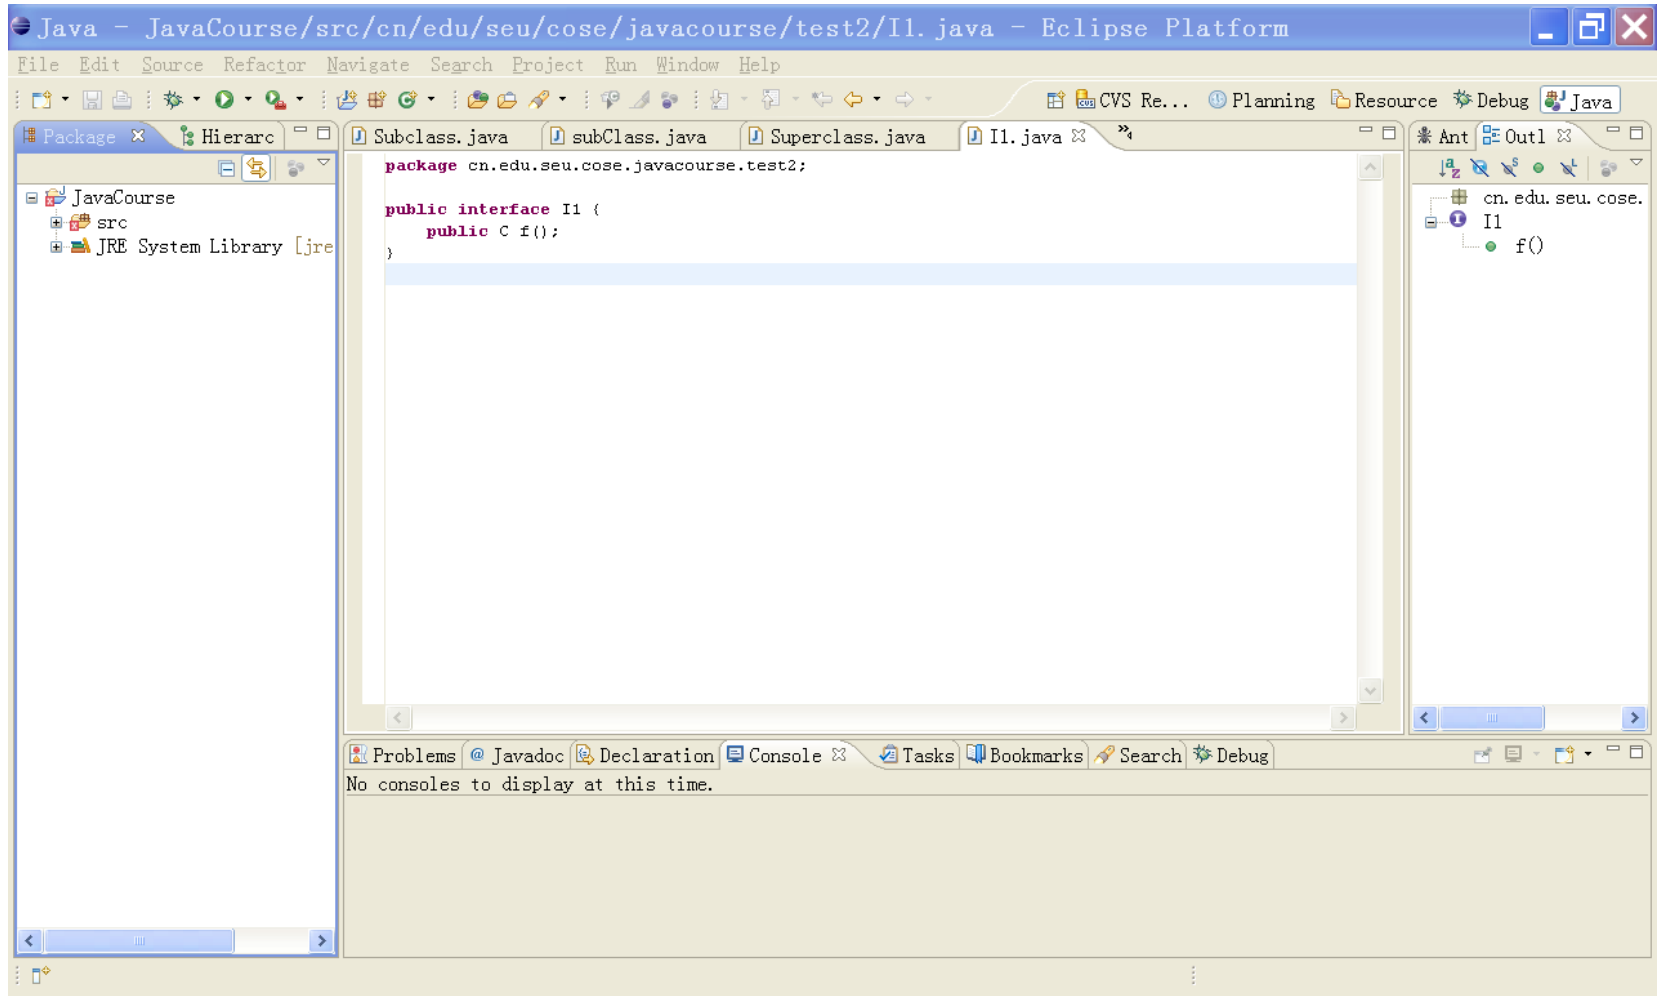 Java - JavaCourse/src/cn/edu/seu/cose/javacourse/test2/I1.java - Eclipse Platform
File Edit Source Refactor Navigate Search Project Run Window Help
CVS Re... Planning Resource Debug Java
Package Hierarc Subclass.java subClass.java Superclass.java I1.java Ant Outl
package cn.edu.seu.cose.javacourse.test2;
JavaCourse
src
JRE System Library [jre
public interface I1 {
public C f();
}
cn.edu.seu.cose.
I1
f()
Problems @ Javadoc Declaration Console Tasks Bookmarks Search Debug
No consoles to display at this time.